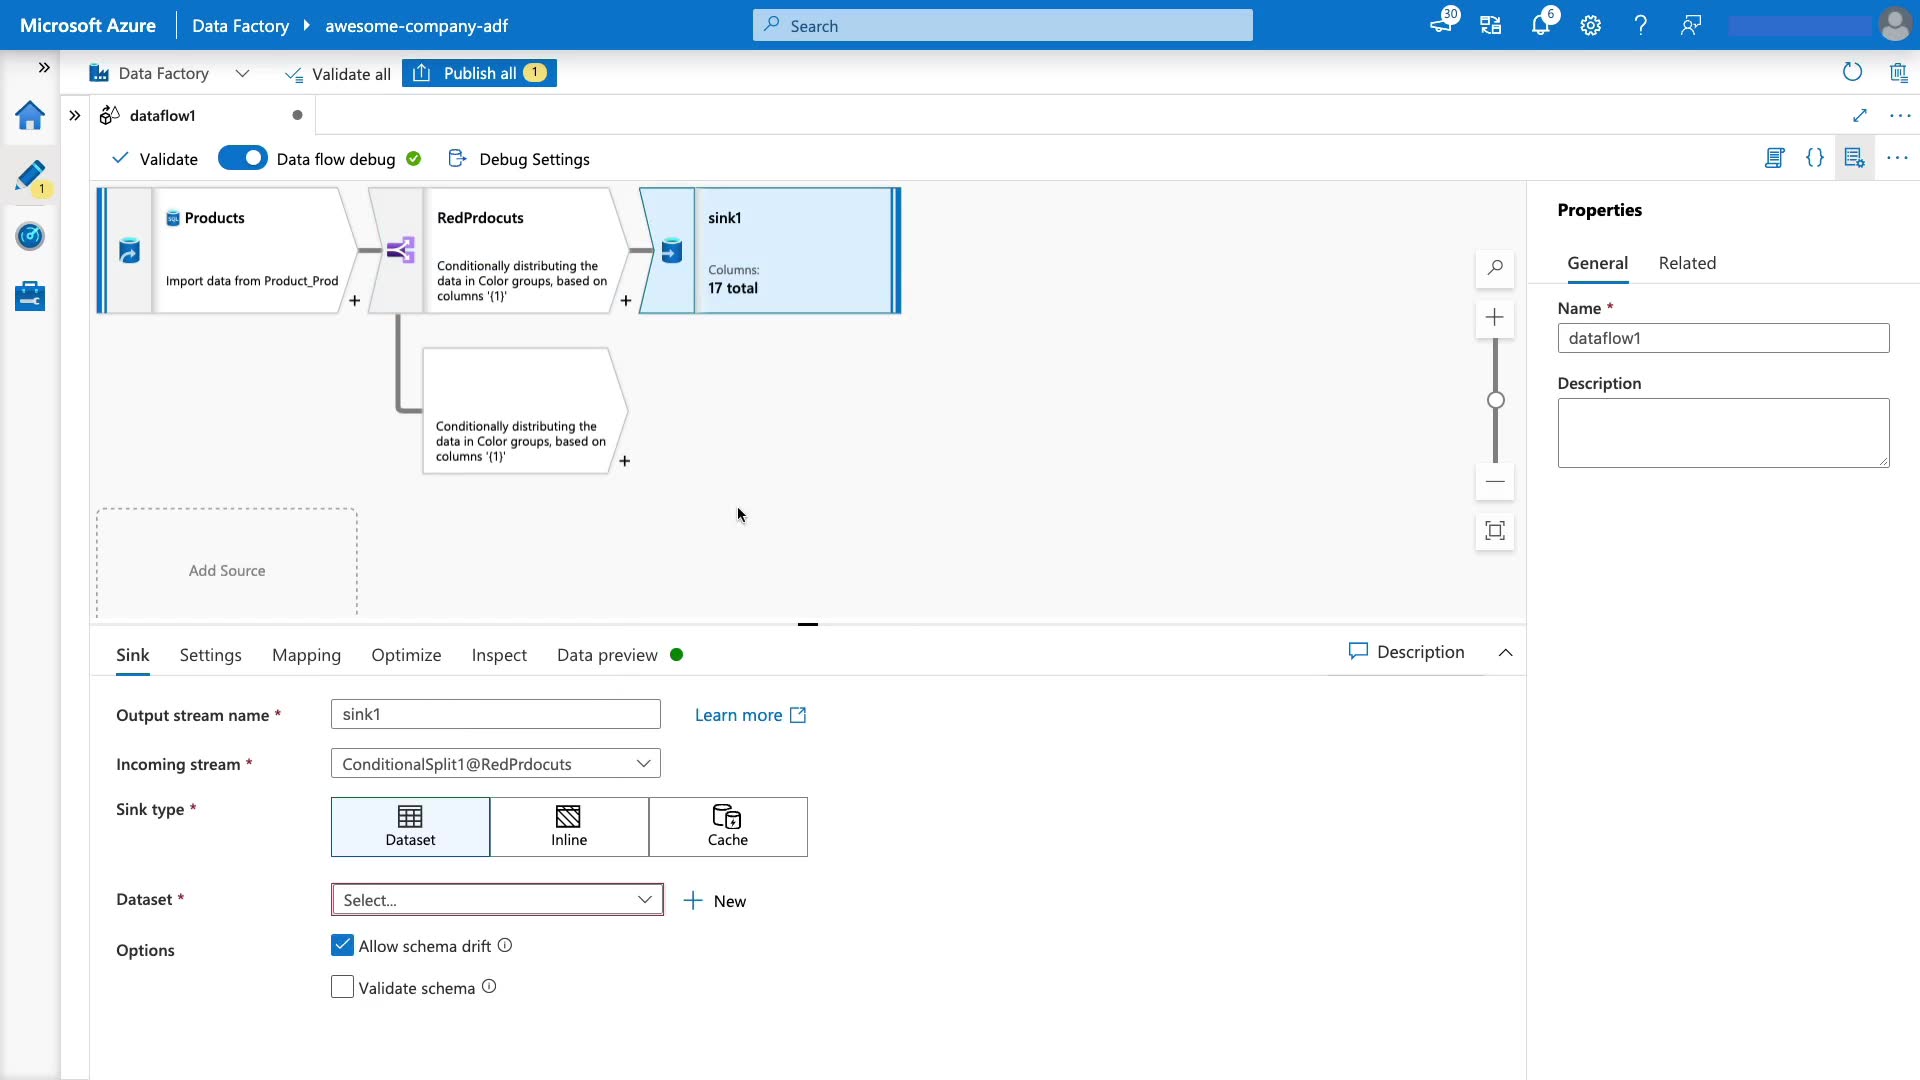 Microsoft Azure
Data Factory
awesome-company-adf
Search
30
6
Data Factory
Validate all
Publish all
1
dataflow1
Validate
Data flow debug
Debug Settings
1
Products
Import data from Product_Prod
RedPrdocuts
Conditionally distributing the
data in Color groups, based on
columns '{1}'
sink1
Columns:
17 total
Conditionally distributing the
data in Color groups, based on
columns '{1}'
Add Source
Properties
General
Related
Name *
dataflow1
Description
Sink
Settings
Mapping
Optimize
Inspect
Data preview
Description
Output stream name *
sink1
Learn more
Incoming stream *
ConditionalSplit1@RedPrdocuts
Sink type *
Dataset
Inline
Cache
Dataset *
Select...
New
Options
Allow schema drift
Validate schema